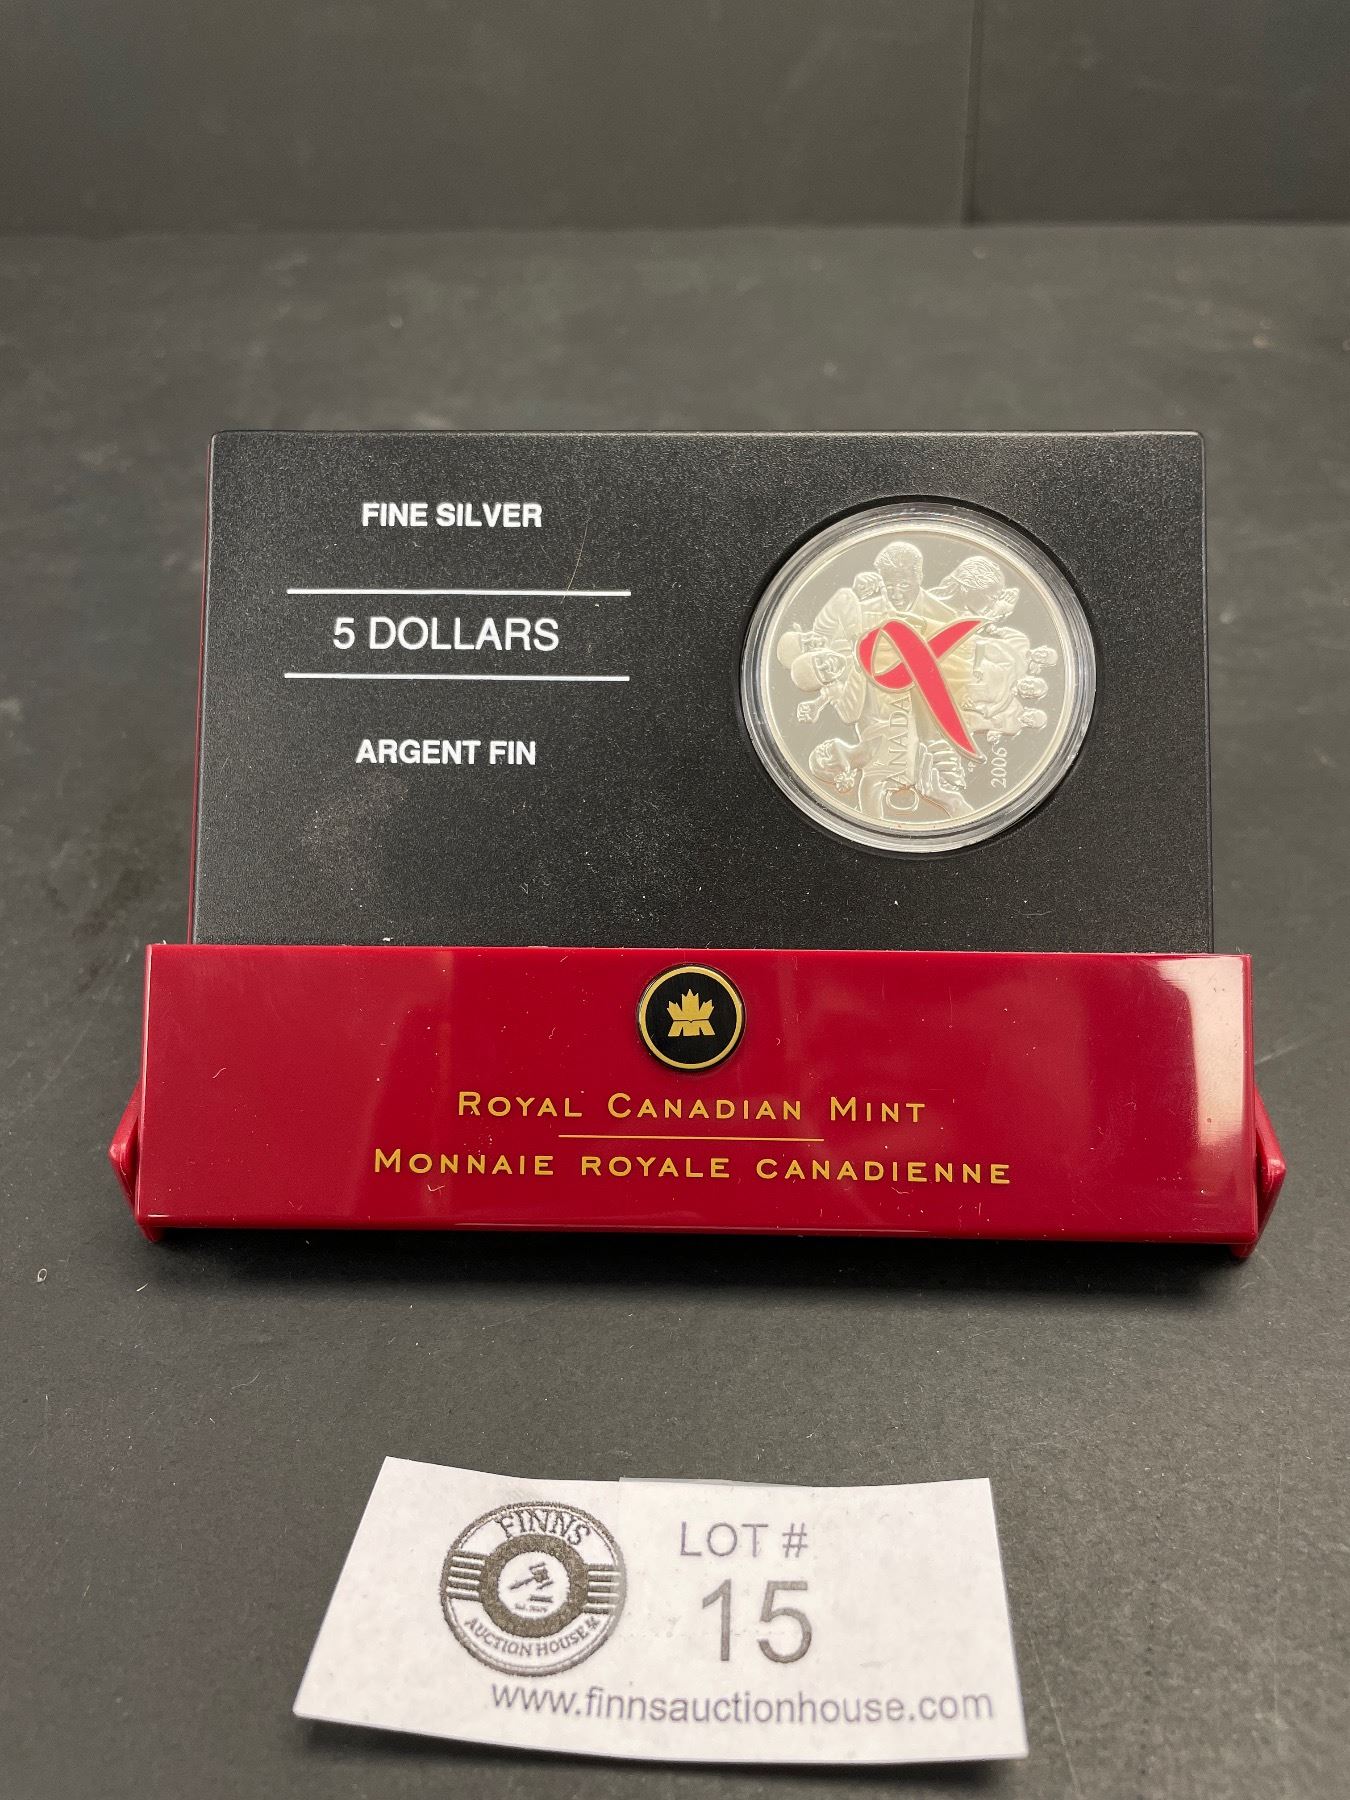 FINE SILVER
5 DOLLARS
ARGENT FIN
CANADA
2006
ROYAL CANADIAN MINT
MONNAIE ROYALE CANADIENNE
FINNS
AUCTION HOUSE
LOT #
15
www.finnsauctionhouse.com